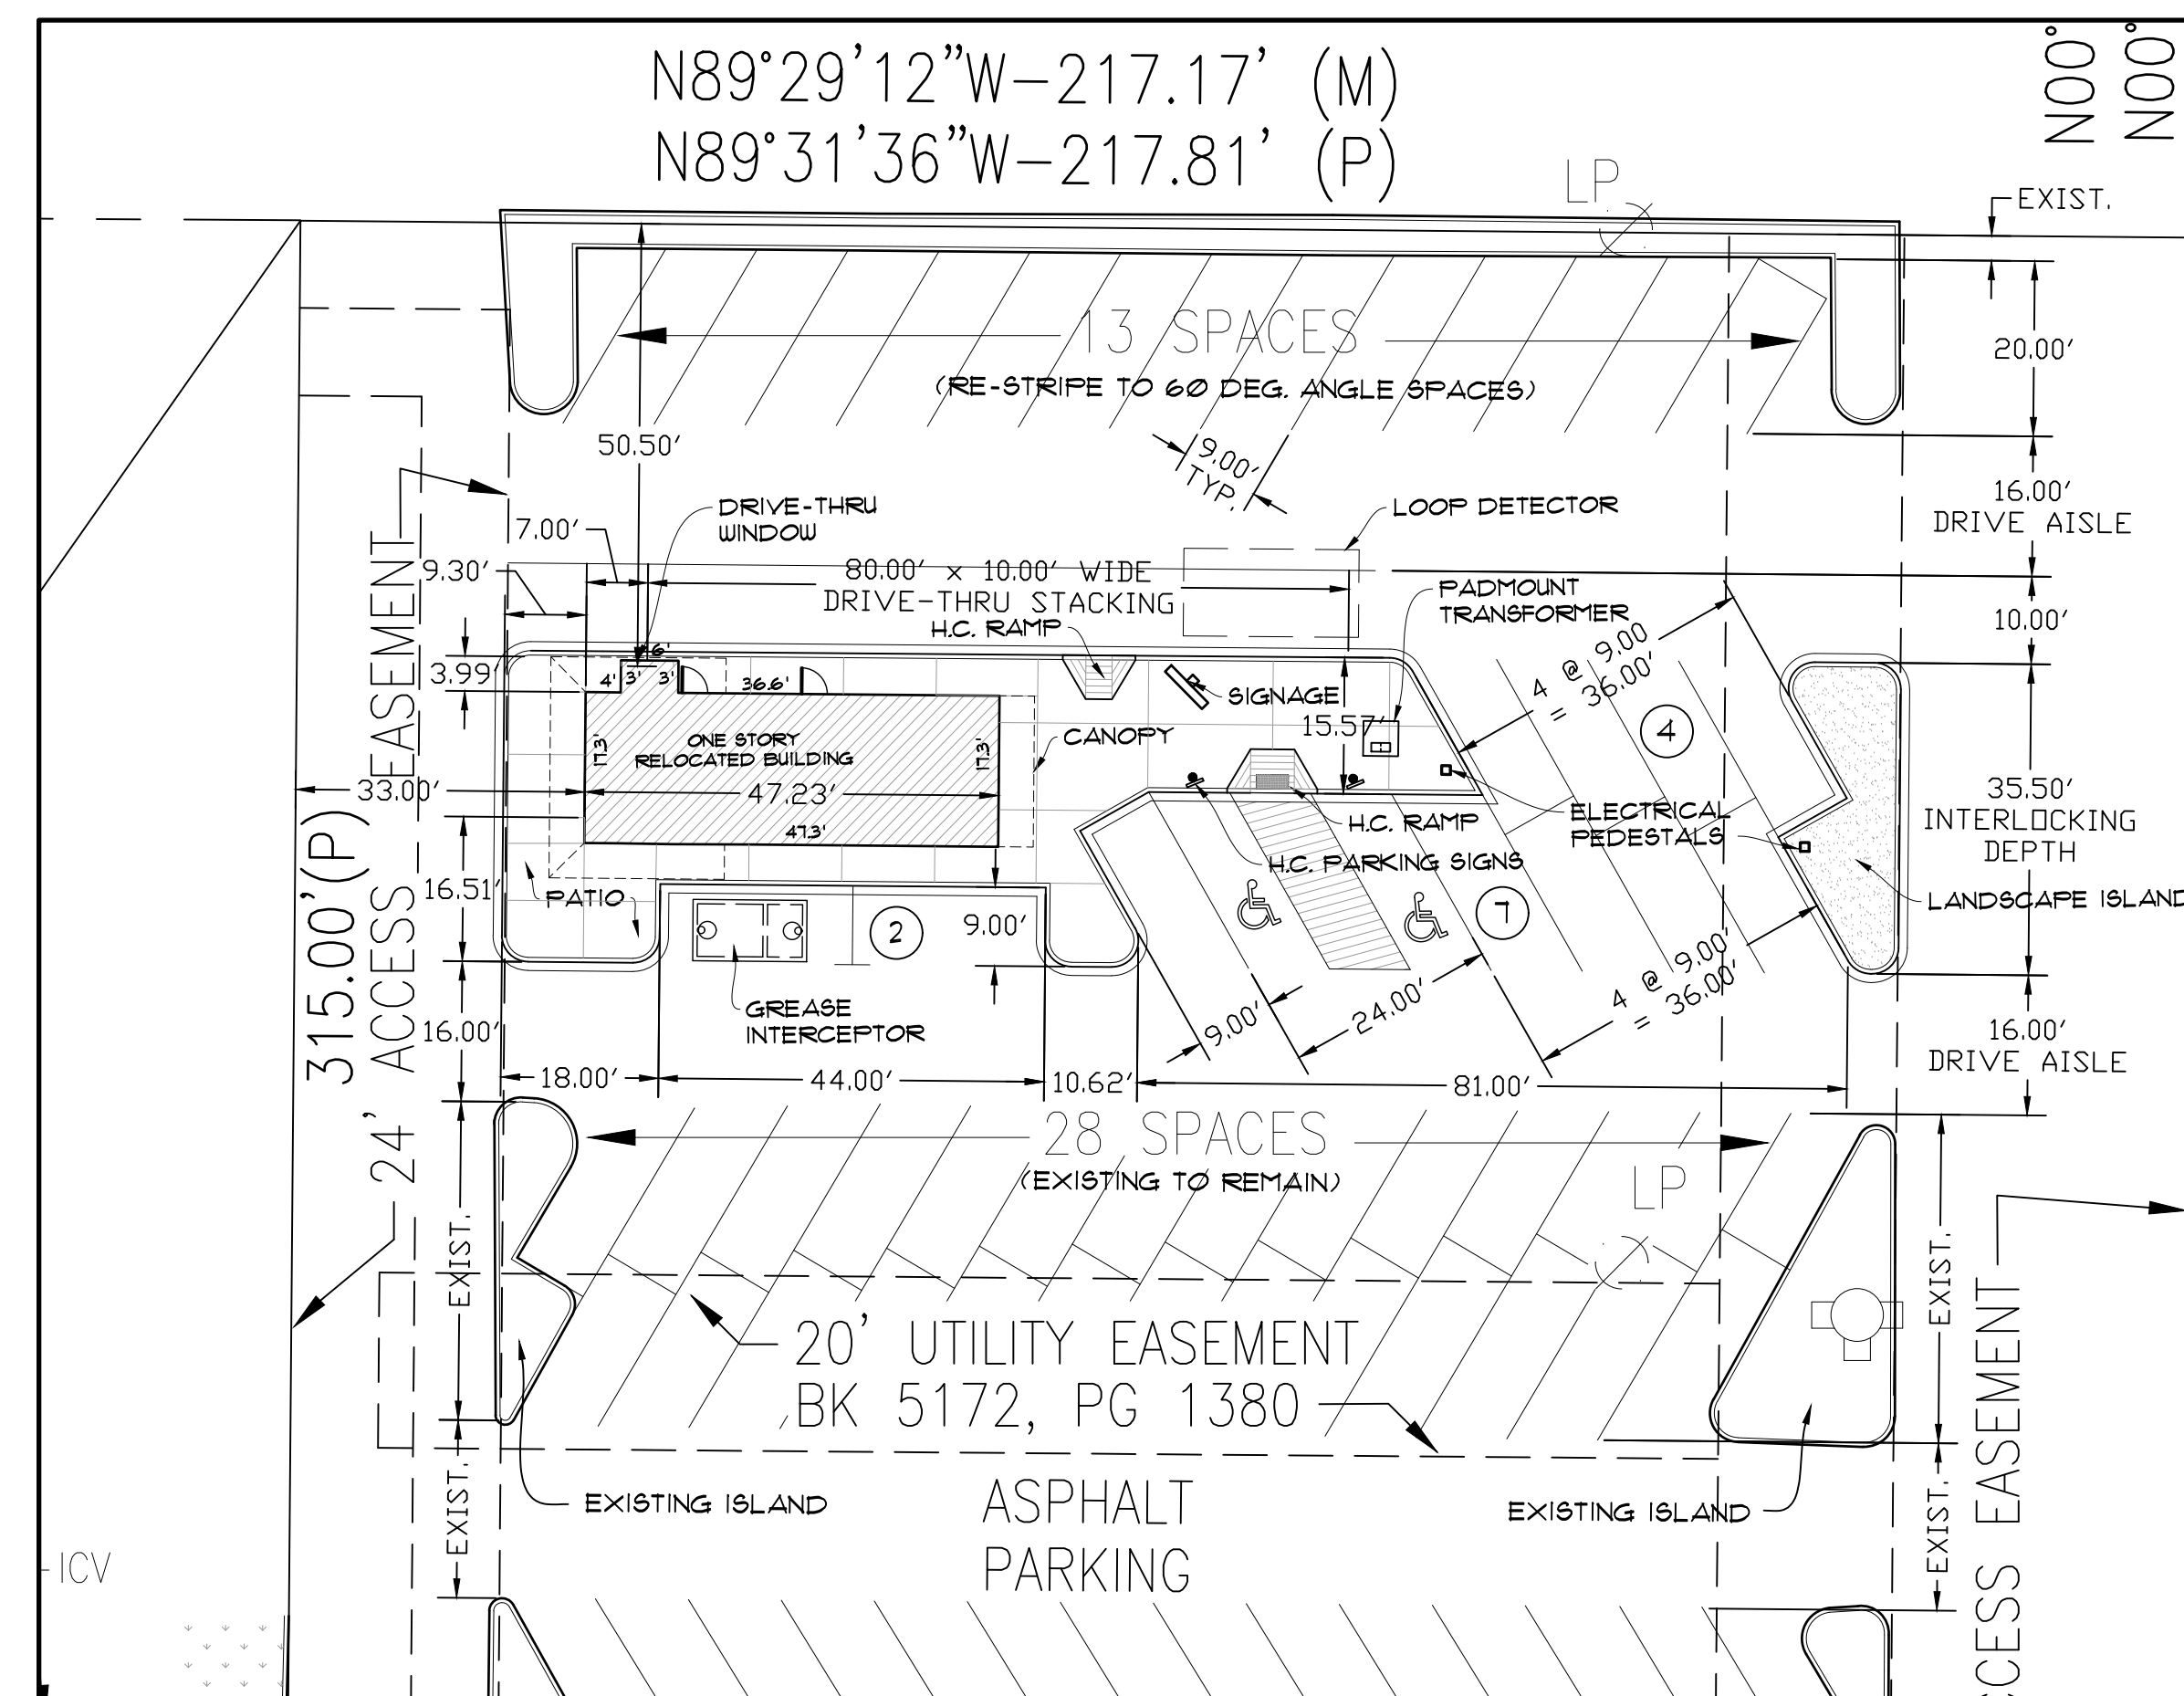 N89°29'12"W-217.17' (M)
N89°31'36"W-217.81' (P)
N00°
N00°
LP
EXIST.
13 SPACES
(RE-STRIPE TO 60 DEG. ANGLE SPACES)
20.00'
50.50'
9.00'
TYP.
16.00'
DRIVE AISLE
DRIVE-THRU
WINDOW
LOOP DETECTOR
7.00'
9.30'
80.00' x 10.00' WIDE
DRIVE-THRU STACKING
H.C. RAMP
PADMOUNT
TRANSFORMER
10.00'
4 @ 9.00
= 36.00'
3.99'
6'
4'
3'
3'
36.6'
SIGNAGE
15.57'
4
17.3'
ONE STORY
RELOCATED BUILDING
17.3'
CANOPY
33.00'
47.23'
47.3'
35.50'
INTERLOCKING
DEPTH
H.C. RAMP
ELECTRICAL
PEDESTALS
H.C. PARKING SIGNS
16.51'
PATIO
2
9.00'
7
LANDSCAPE ISLAND
GREASE
INTERCEPTOR
9.00'
24.00'
4 @ 9.00'
= 36.00'
16.00'
16.00'
DRIVE AISLE
18.00'
44.00'
10.62'
81.00'
315.00'(P)
24' ACCESS EASEMENT
28 SPACES
(EXISTING TO REMAIN)
LP
EXIST.
EXIST.
20' UTILITY EASEMENT
BK 5172, PG 1380
EXISTING ISLAND
ASPHALT
PARKING
EXISTING ISLAND
EXIST.
EXIST.
CCESS EASEMENT
ICV